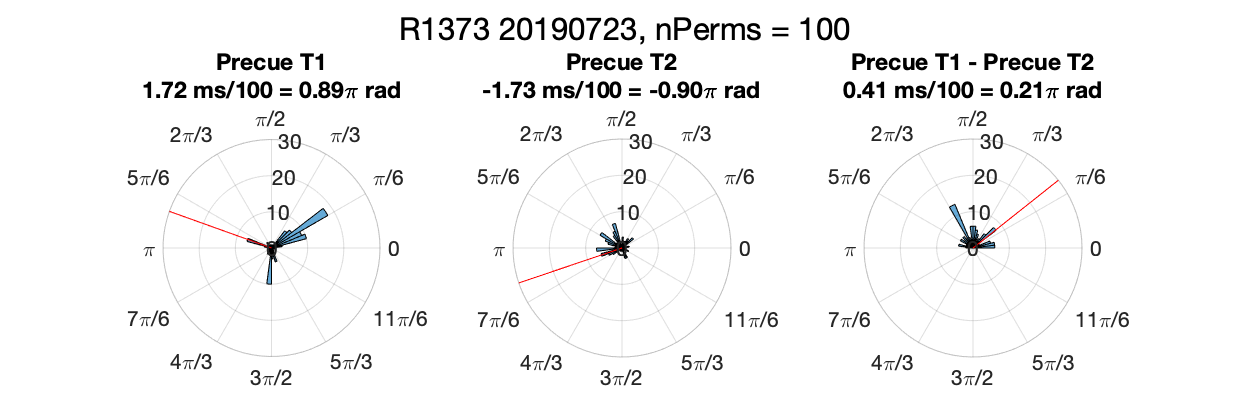 R1373 20190723, nPerms = 100
Precue T1
1.72 ms/100 = 0.89π rad
π/2
2π/3
30
π/3
5π/6
20
π/6
10
π
0
0
7π/6
11π/6
4π/3
5π/3
3π/2
Precue T2
-1.73 ms/100 = -0.90π rad
π/2
2π/3
30
π/3
5π/6
20
π/6
10
π
0
0
7π/6
11π/6
4π/3
5π/3
3π/2
Precue T1 - Precue T2
0.41 ms/100 = 0.21π rad
π/2
2π/3
30
π/3
5π/6
20
π/6
10
π
0
0
7π/6
11π/6
4π/3
5π/3
3π/2